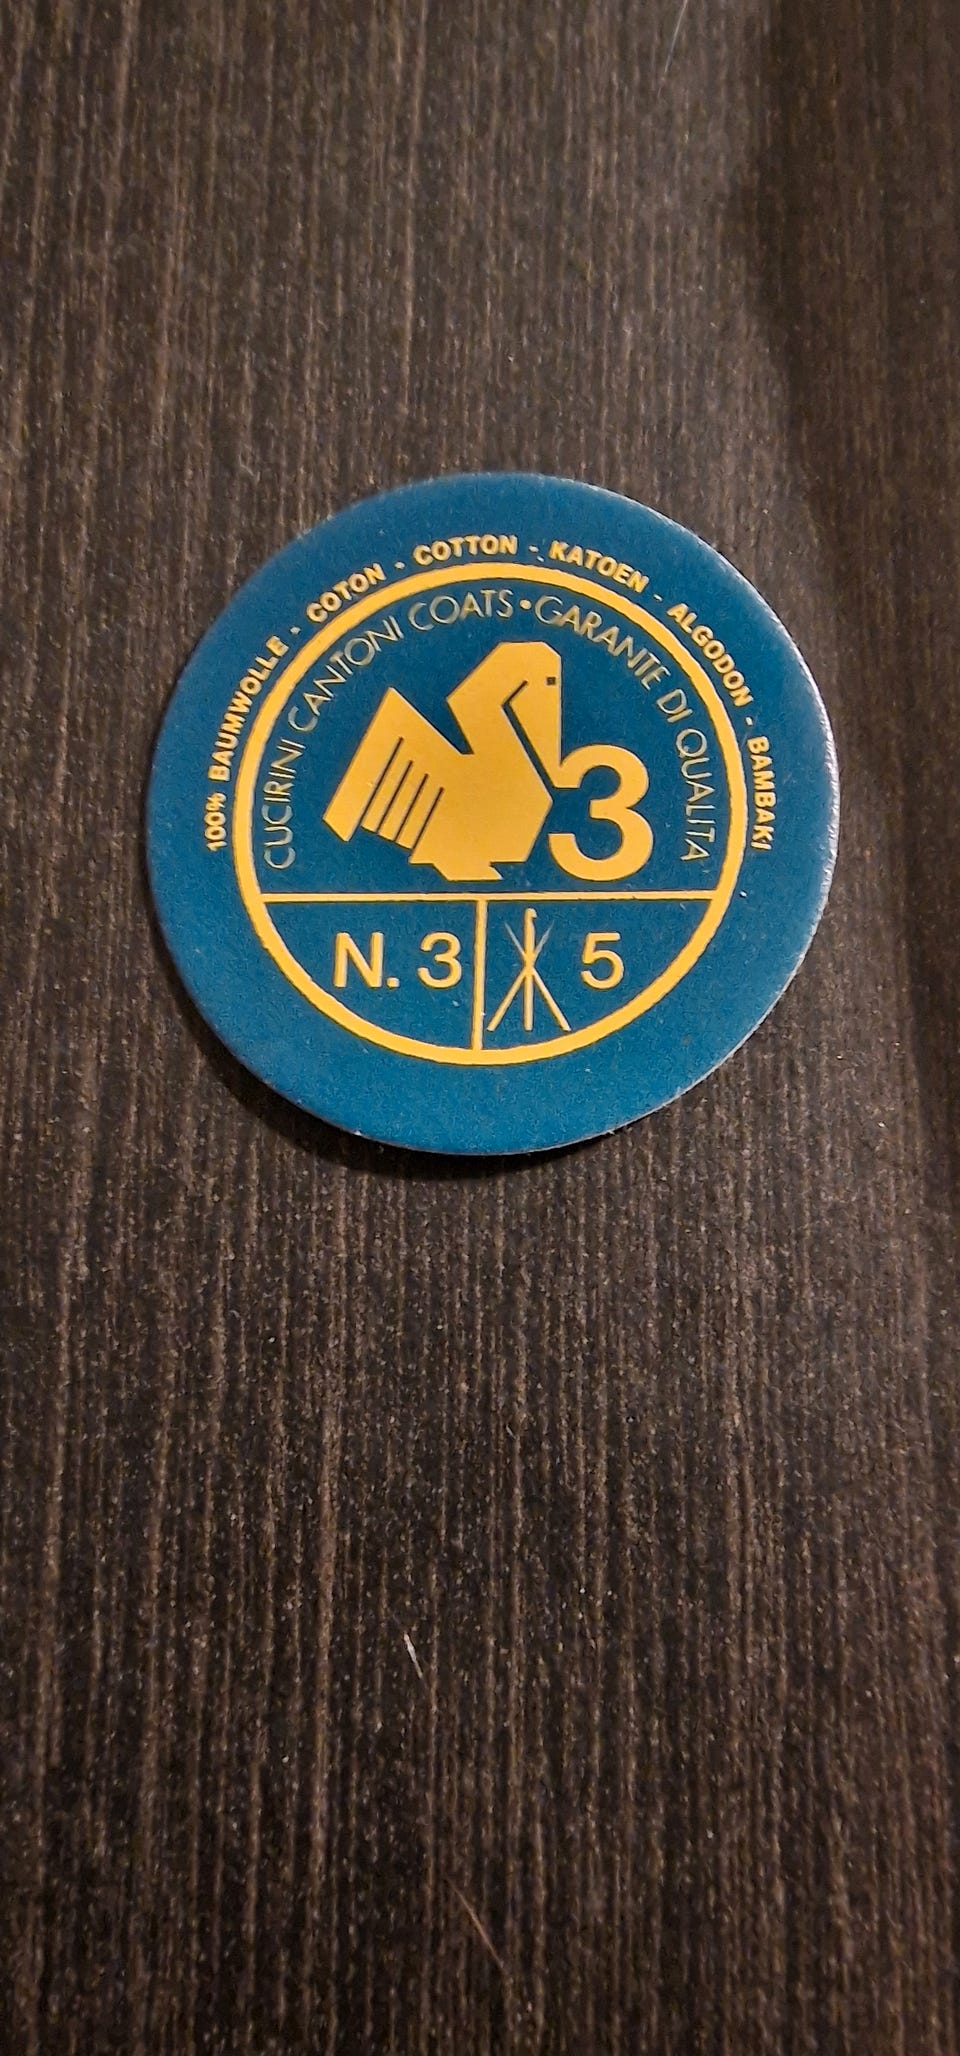 100% BAUMWOLLE - COTON - COTTON - KATOEN - ALGODON - BAMBAKI
CUCIRINI CANTONI COATS • GARANTE DI QUALITA
3
N. 3
5